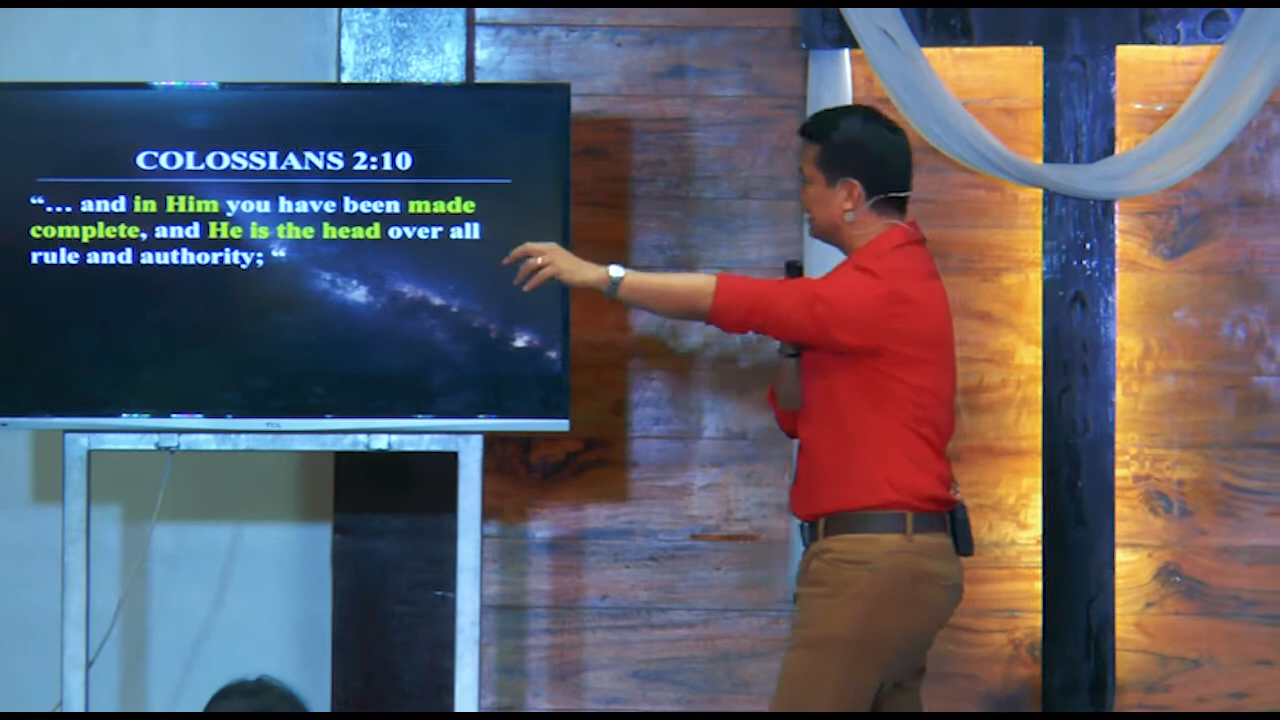 COLOSSIANS 2:10
“... and in Him you have been made
complete, and He is the head over all
rule and authority; “
TCL